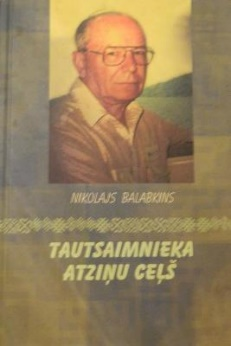 NIKOLAJS BALABKINS
TAUTSAIMNIEKA
ATZIŅU CEĻŠ